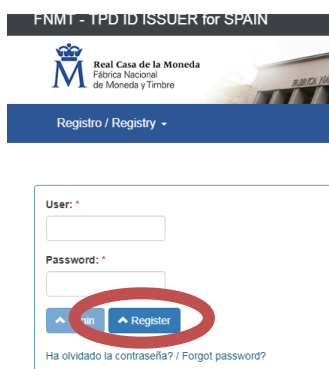 FNMT - TPD ID ISSUER for SPAIN
Real Casa de la Moneda
Fábrica Nacional
de Moneda y Timbre
Registro / Registry
User: *
Password: *
Register
Ha olvidado la contraseña? / Forgot password?